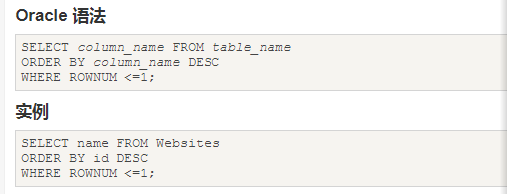 Oracle 语法
SELECT column_name FROM table_name
ORDER BY column_name DESC
WHERE ROWNUM <=1;
实例
SELECT name FROM Websites
ORDER BY id DESC
WHERE ROWNUM <=1;